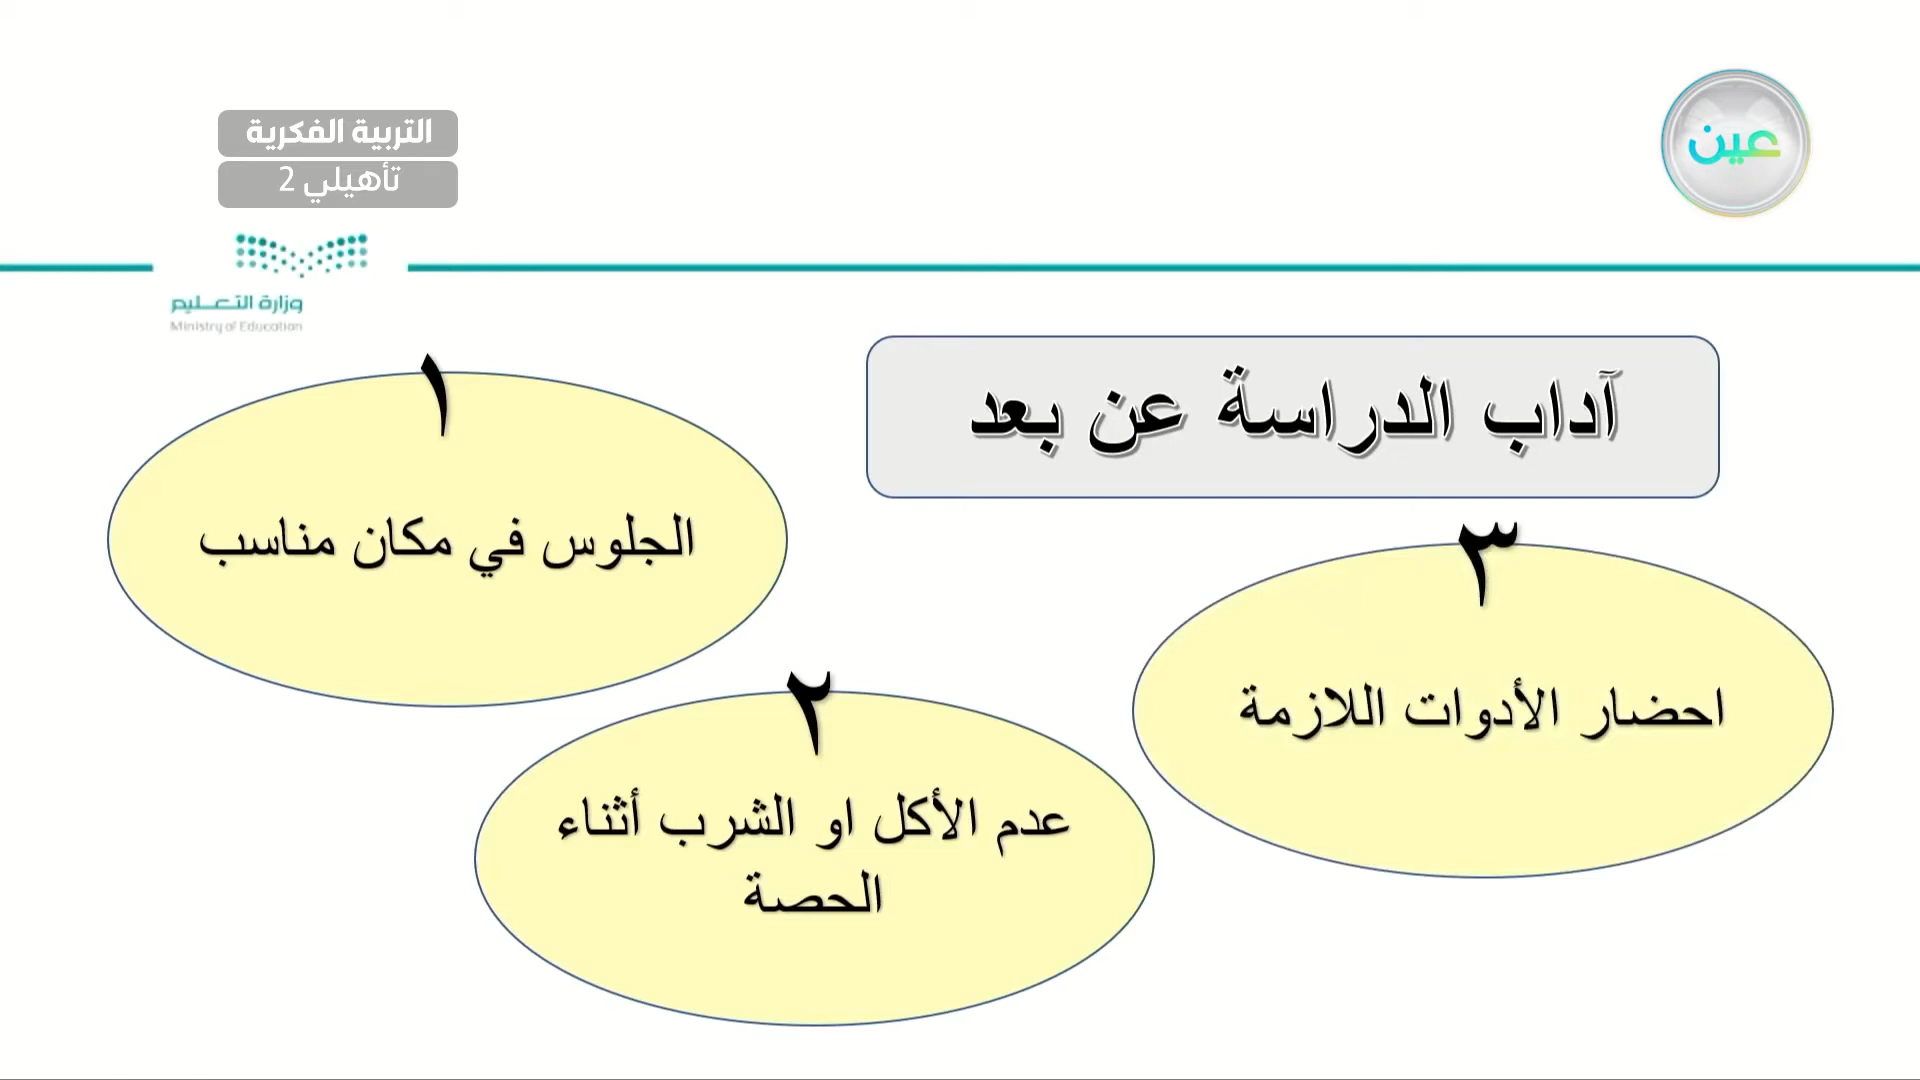 التربية الفكرية
تأهيلي 2
عين
وزارة التعـــليم
Ministry of Education
آداب الدراسة عن بعد
١
الجلوس في مكان مناسب
٢
عدم الأكل او الشرب أثناء
الحصة
٣
احضار الأدوات اللازمة